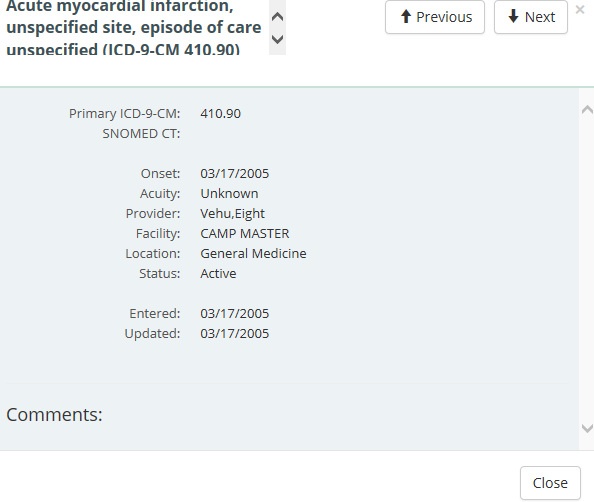 Acute myocardial infarction,
unspecified site, episode of care
unspecified (ICD-9-CM 410.90)
Previous
Next
×
Primary ICD-9-CM: 410.90
SNOMED CT:
Onset: 03/17/2005
Acuity: Unknown
Provider: Vehu,Eight
Facility: CAMP MASTER
Location: General Medicine
Status: Active
Entered: 03/17/2005
Updated: 03/17/2005
Comments:
Close